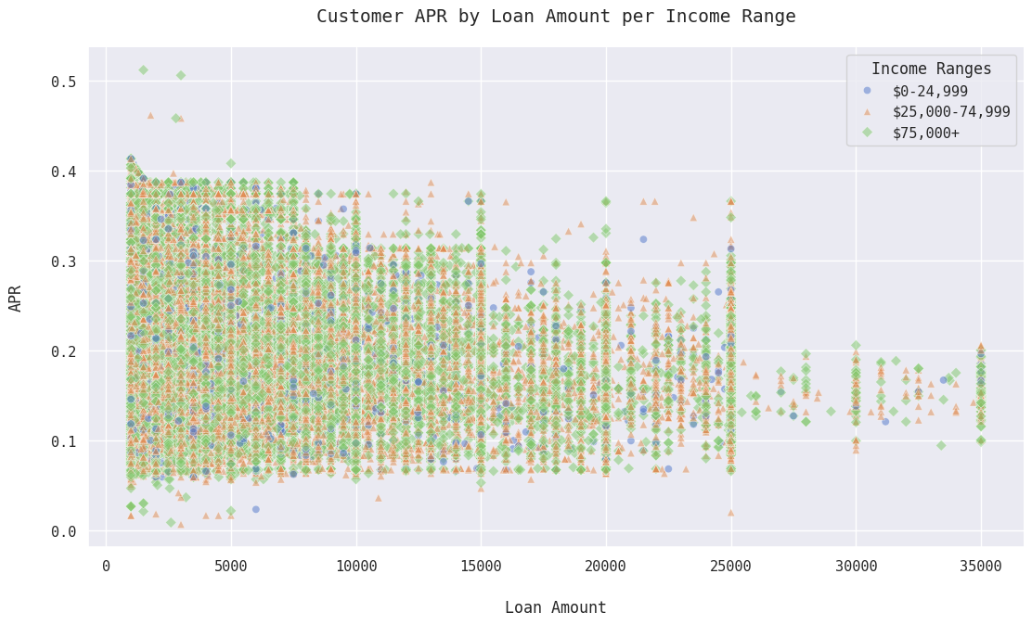 Customer APR by Loan Amount per Income Range
Income Ranges
$0-24,999
$25,000-74,999
$75,000+
APR
0.5
0.4
0.3
0.2
0.1
0.0
0 5000 10000 15000 20000 25000 30000 35000
Loan Amount